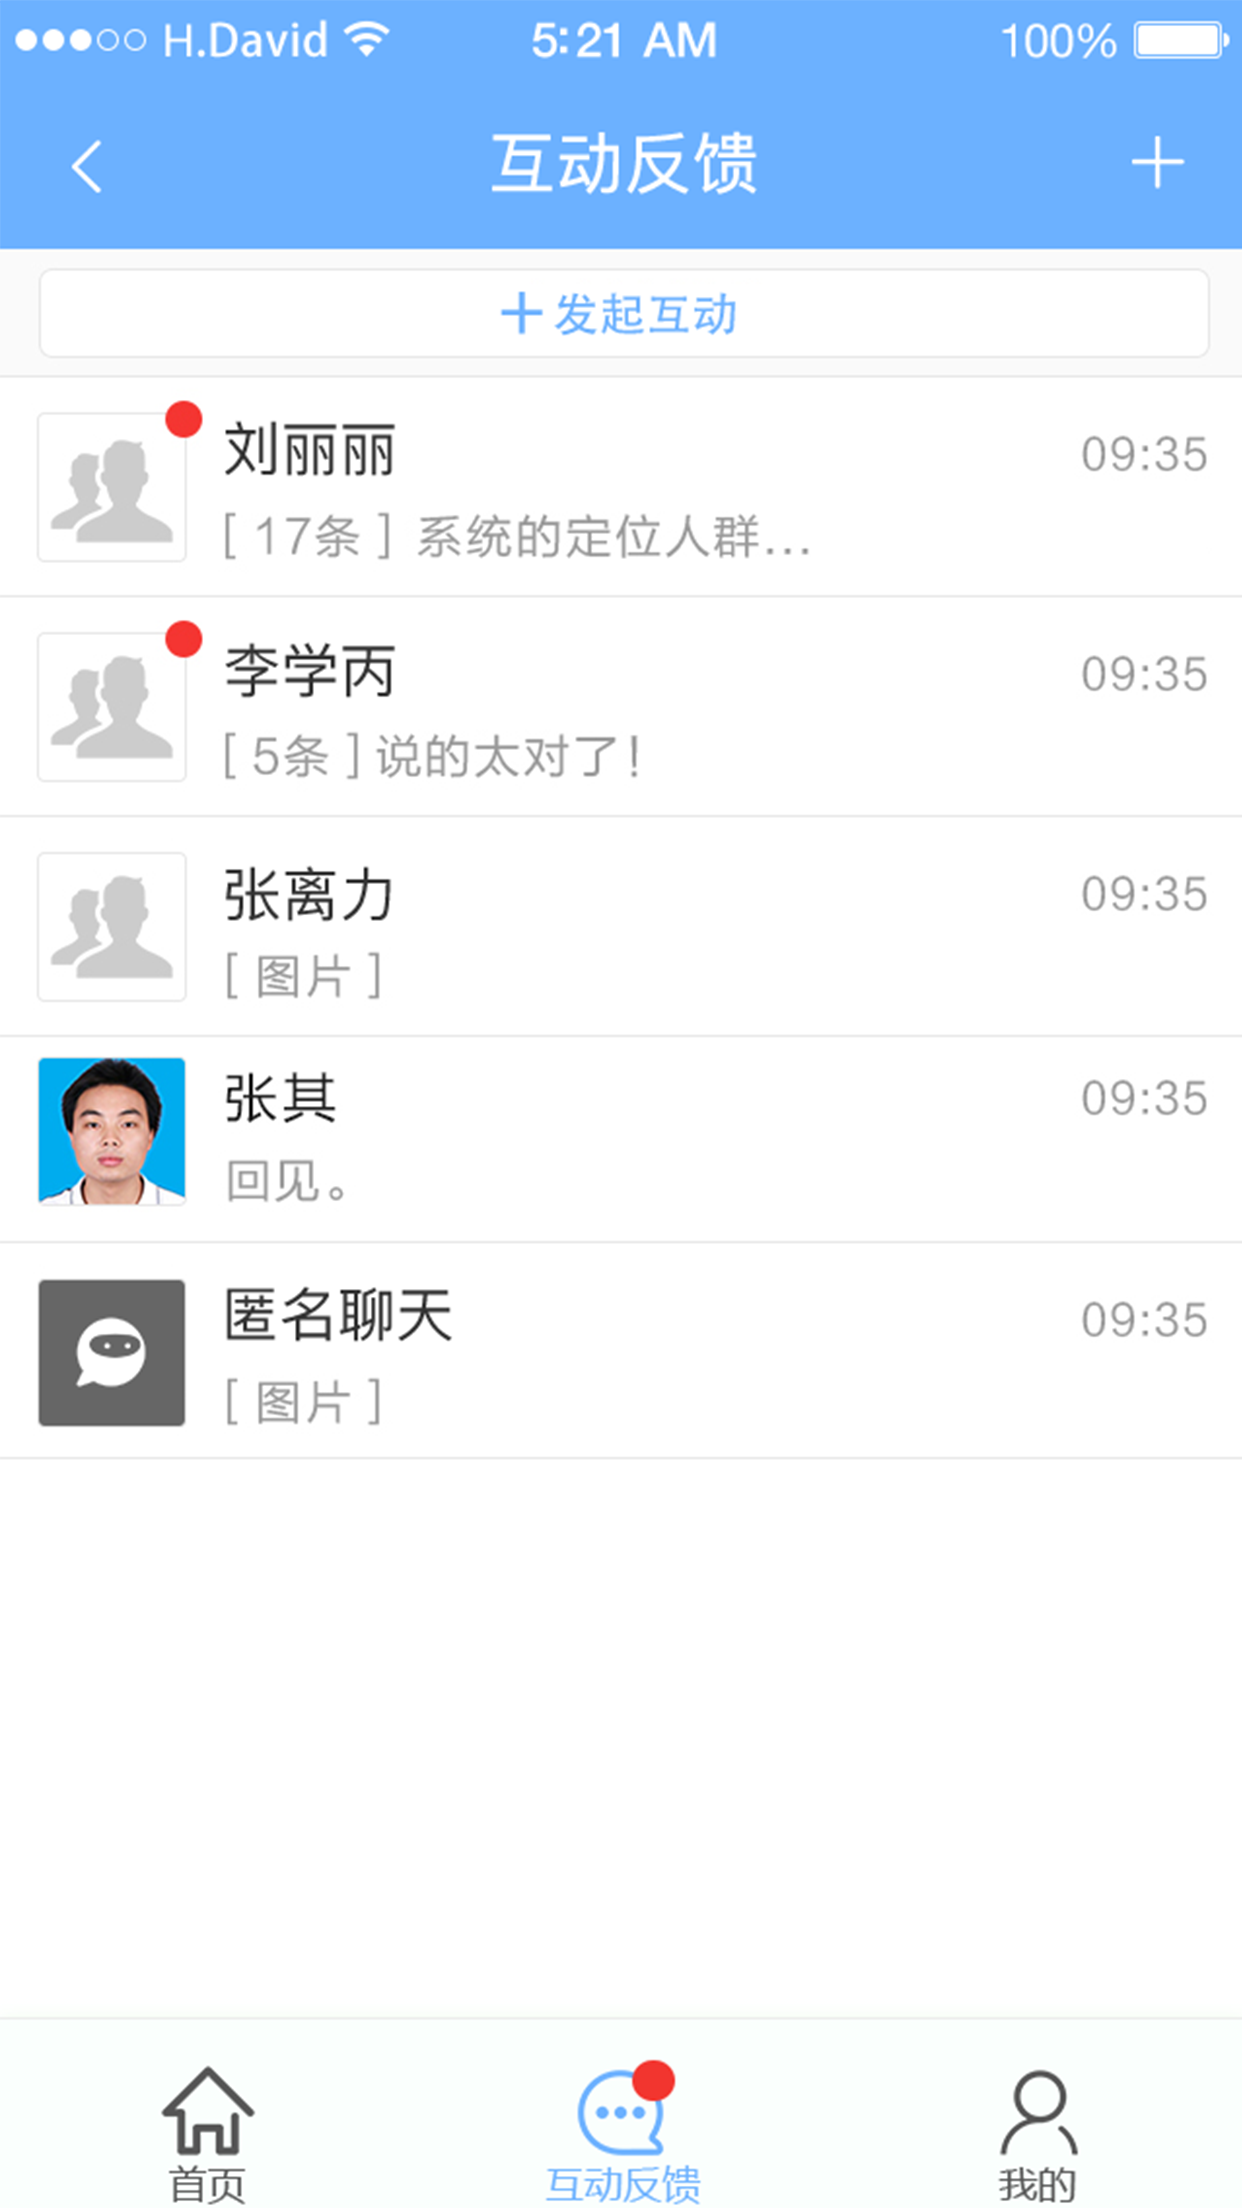 H.David 5:21 AM 100%
互动反馈
发起互动
刘丽丽 09:35
[ 17条 ] 系统的定位人群...
李学丙 09:35
[ 5条 ] 说的太对了！
张离力 09:35
[ 图片 ]
张其 09:35
回见。
匿名聊天 09:35
[ 图片 ]
首页 互动反馈 我的